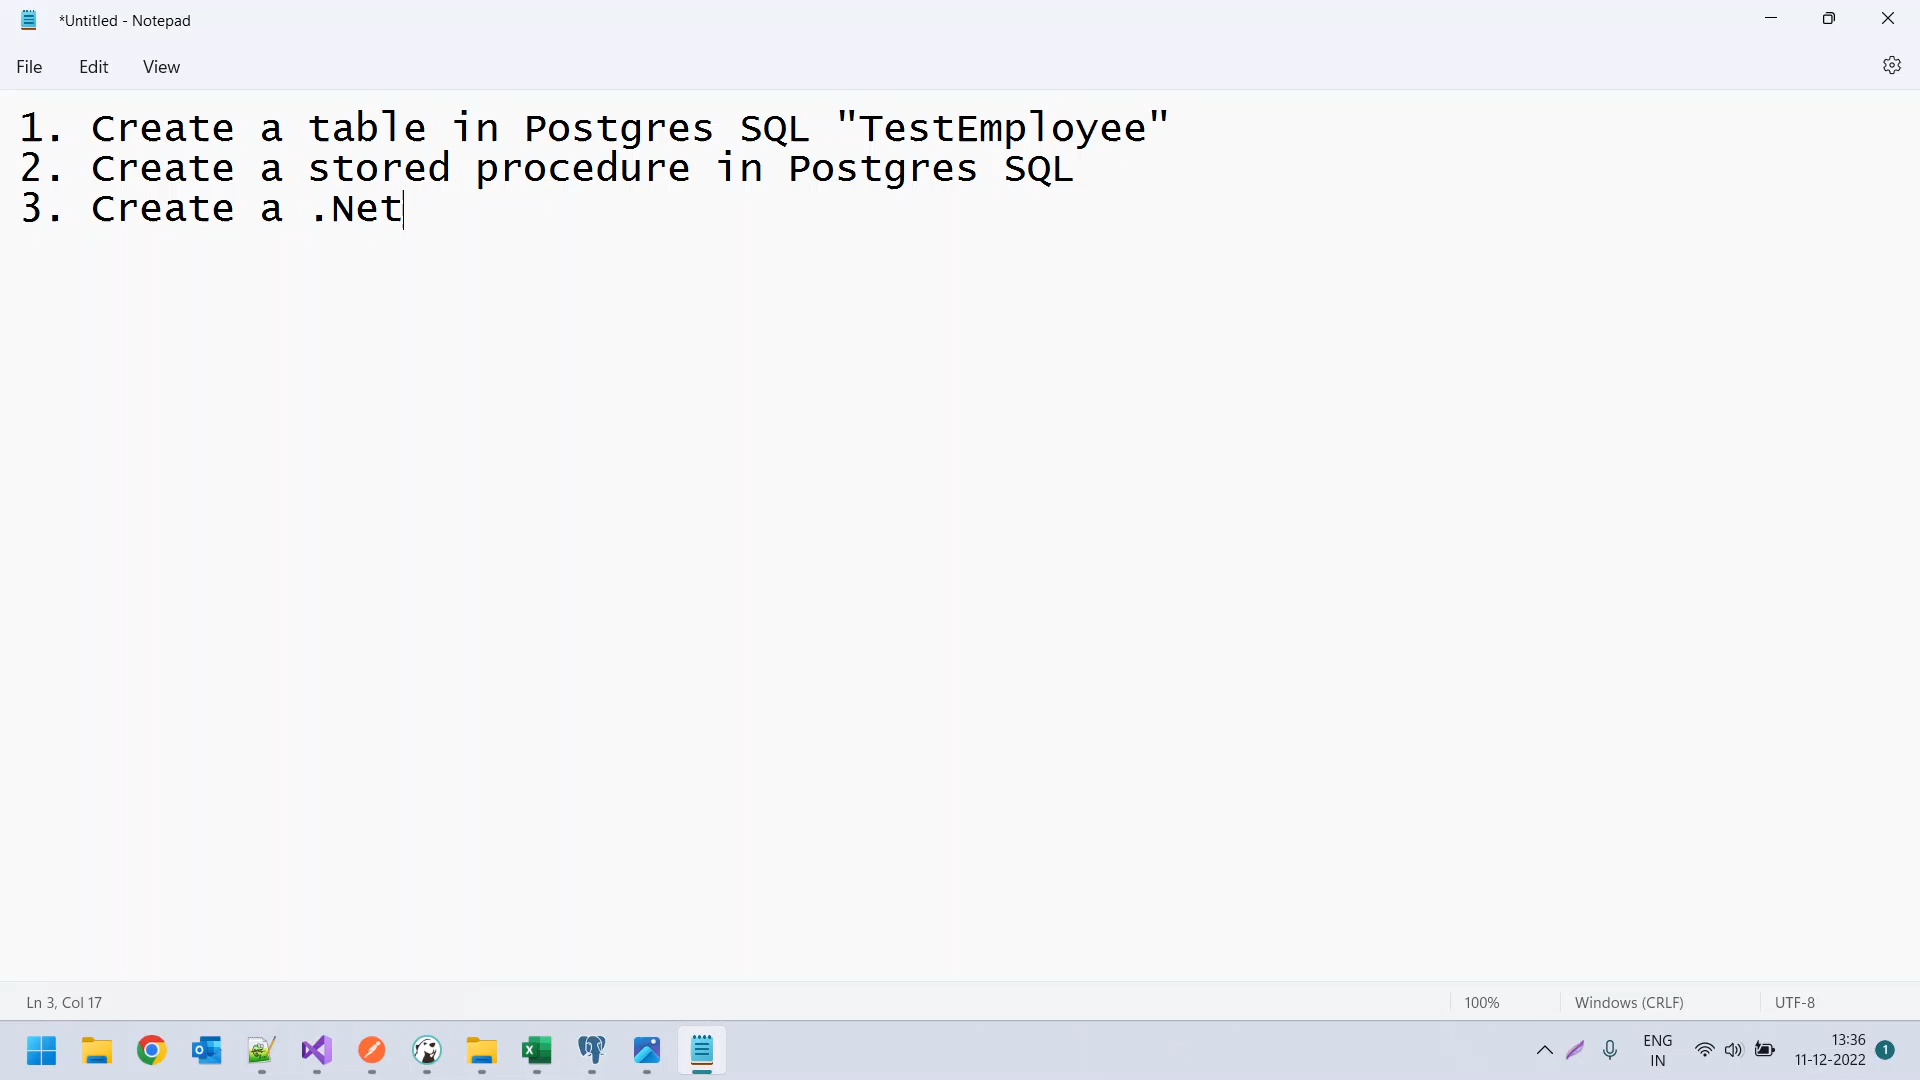 *Untitled - Notepad
File Edit View
1. Create a table in Postgres SQL "TestEmployee"
2. Create a stored procedure in Postgres SQL
3. Create a .Net
Ln 3, Col 17 100% Windows (CRLF) UTF-8
ENG 13:36
IN 11-12-2022 1